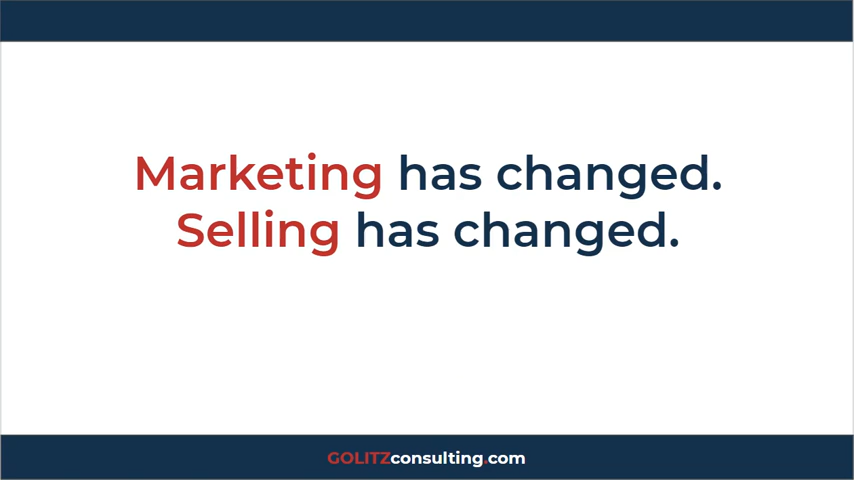 Marketing has changed.
Selling has changed.
GOLITZconsulting.com